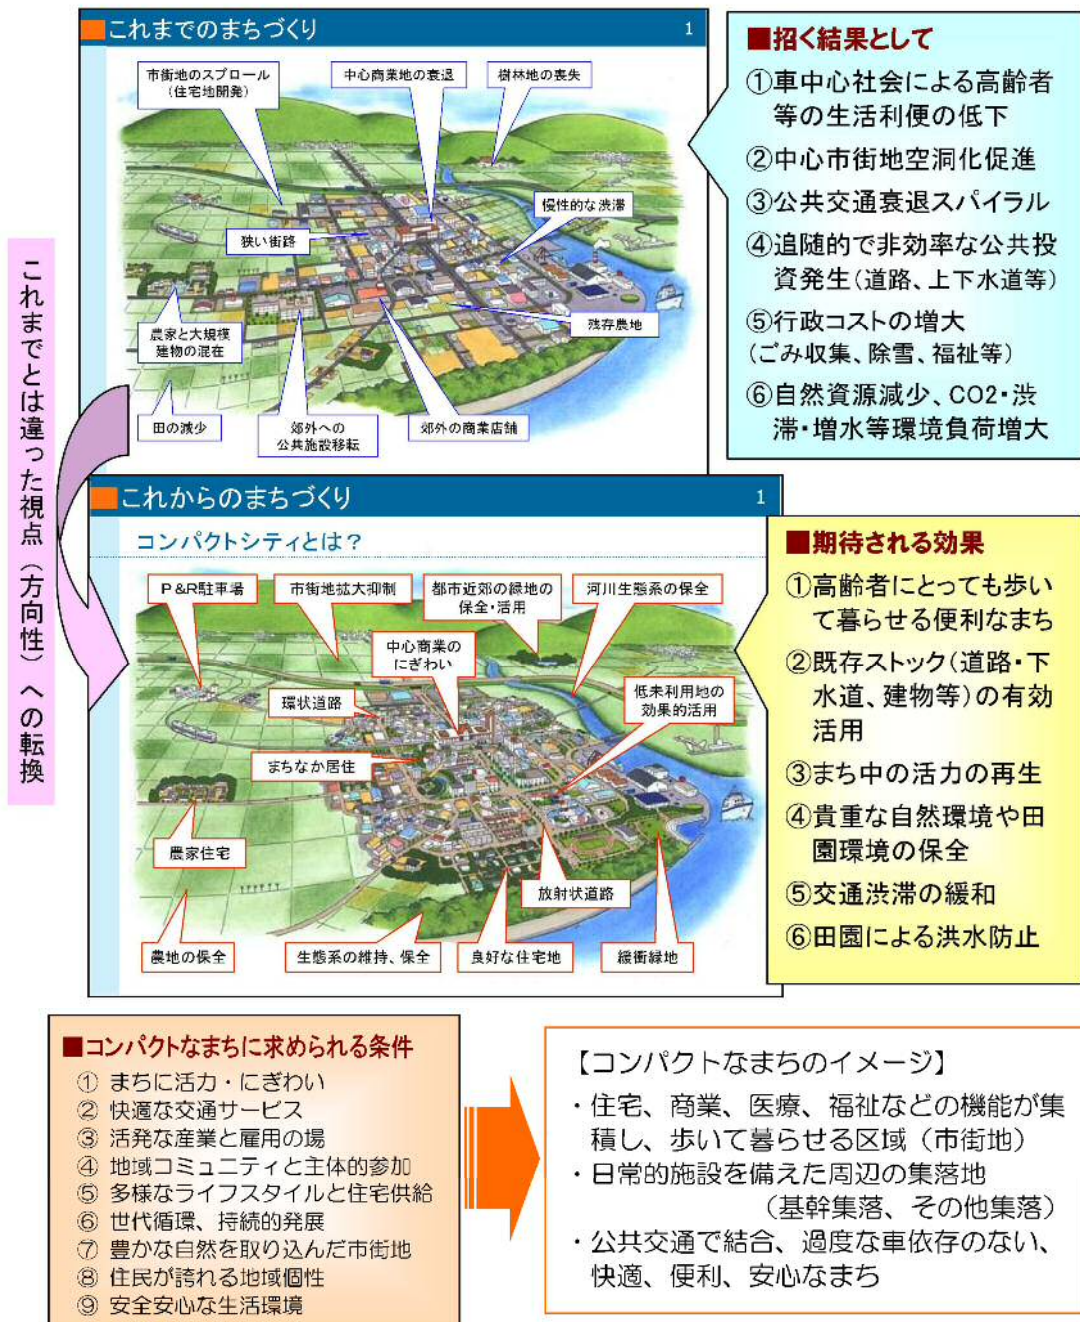 これまでのまちづくり
1
市街地のスプロール
(住宅地開発)
中心商業地の衰退
樹林地の喪失
慢性的な渋滞
狭い街路
農家と大規模
建物の混在
残存農地
田の減少
郊外への
公共施設移転
郊外の商業店舗
■招く結果として
①車中心社会による高齢者
等の生活利便の低下
②中心市街地空洞化促進
③公共交通衰退スパイラル
④追随的で非効率な公共投
資発生(道路、上下水道等)
⑤行政コストの増大
(ごみ収集、除雪、福祉等)
⑥自然資源減少、CO2・渋
滞・増水等環境負荷増大
これまでとは違った視点(方向性)への転換
これからのまちづくり
1
コンパクトシティとは？
P&R駐車場
市街地拡大抑制
都市近郊の緑地の
保全・活用
河川生態系の保全
中心商業の
にぎわい
環状道路
低未利用地の
効果的活用
まちなか居住
農家住宅
放射状道路
農地の保全
生態系の維持、保全
良好な住宅地
緩衝緑地
■期待される効果
①高齢者にとっても歩い
て暮らせる便利なまち
②既存ストック(道路・下
水道、建物等)の有効
活用
③まち中の活力の再生
④貴重な自然環境や田
園環境の保全
⑤交通渋滞の緩和
⑥田園による洪水防止
■コンパクトなまちに求められる条件
① まちに活力・にぎわい
② 快適な交通サービス
③ 活発な産業と雇用の場
④ 地域コミュニティと主体的参加
⑤ 多様なライフスタイルと住宅供給
⑥ 世代循環、持続的発展
⑦ 豊かな自然を取り込んだ市街地
⑧ 住民が誇れる地域個性
⑨ 安全安心な生活環境
【コンパクトなまちのイメージ】
・住宅、商業、医療、福祉などの機能が集
積し、歩いて暮らせる区域（市街地）
・日常的施設を備えた周辺の集落地
（基幹集落、その他集落）
・公共交通で結合、過度な車依存のない、
快適、便利、安心なまち